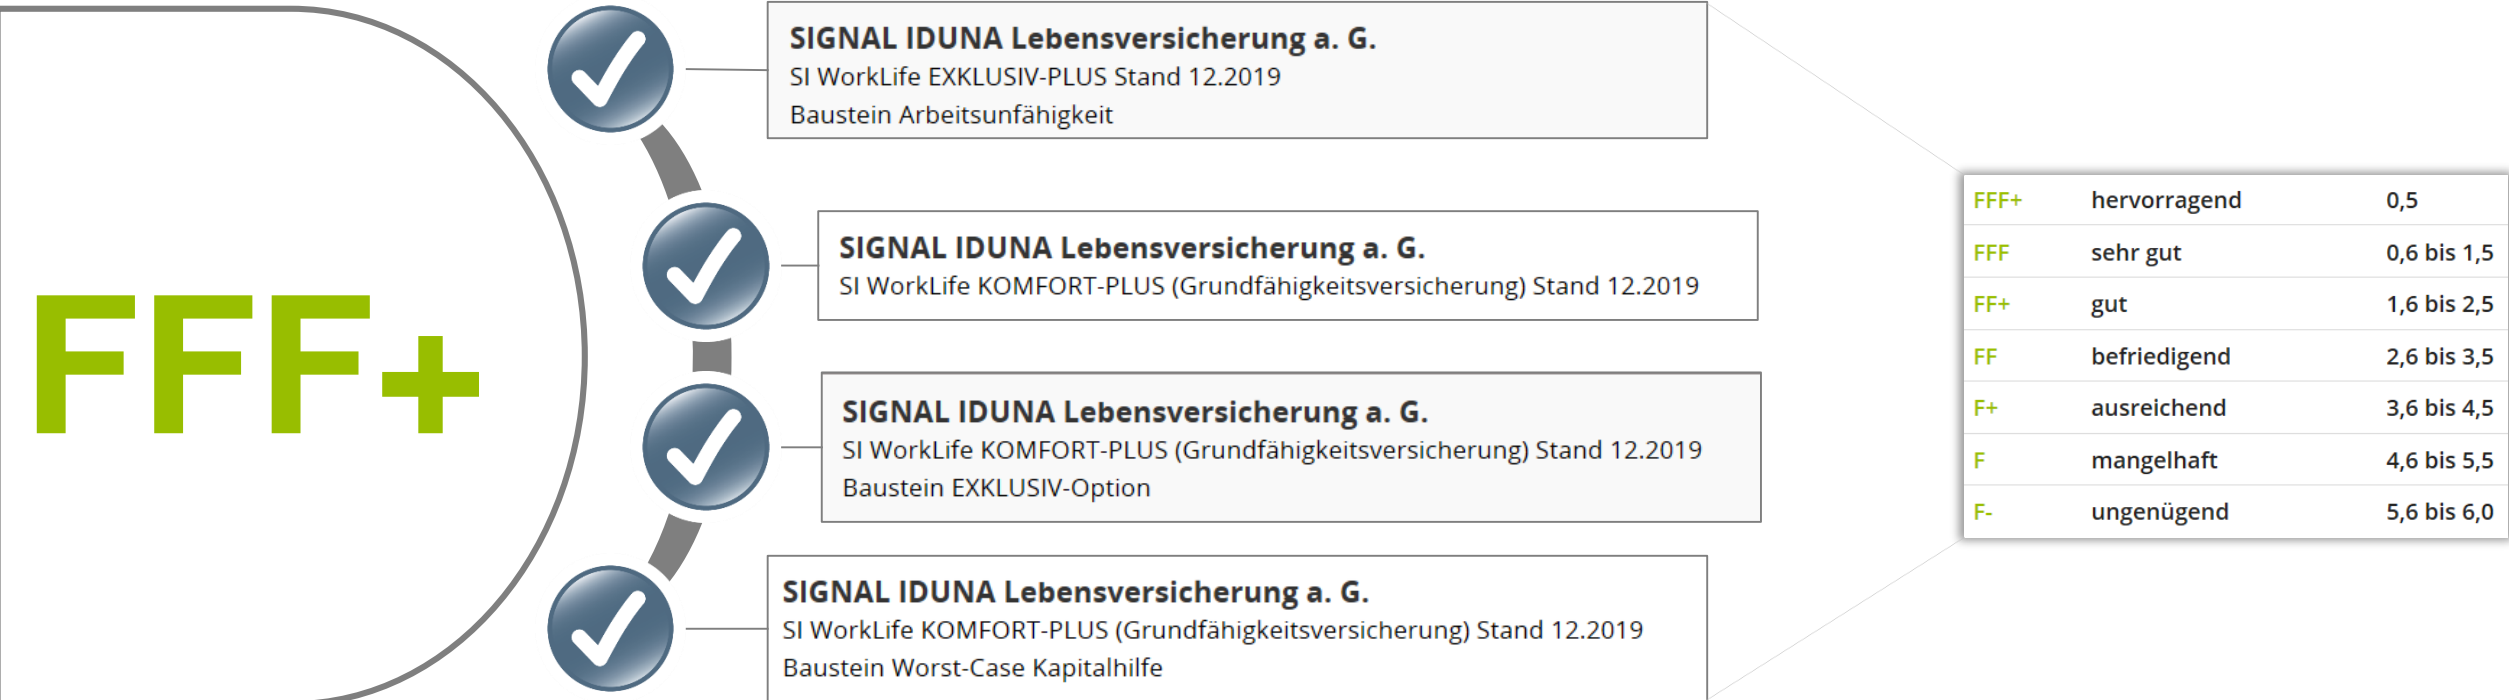 FFF+
SIGNAL IDUNA Lebensversicherung a. G.
SI WorkLife EXKLUSIV-PLUS Stand 12.2019
Baustein Arbeitsunfähigkeit
SIGNAL IDUNA Lebensversicherung a. G.
SI WorkLife KOMFORT-PLUS (Grundfähigkeitsversicherung) Stand 12.2019
SIGNAL IDUNA Lebensversicherung a. G.
SI WorkLife KOMFORT-PLUS (Grundfähigkeitsversicherung) Stand 12.2019
Baustein EXKLUSIV-Option
SIGNAL IDUNA Lebensversicherung a. G.
SI WorkLife KOMFORT-PLUS (Grundfähigkeitsversicherung) Stand 12.2019
Baustein Worst-Case Kapitalhilfe
FFF+ hervorragend 0,5
FFF sehr gut 0,6 bis 1,5
FF+ gut 1,6 bis 2,5
FF befriedigend 2,6 bis 3,5
F+ ausreichend 3,6 bis 4,5
F mangelhaft 4,6 bis 5,5
F- ungenügend 5,6 bis 6,0